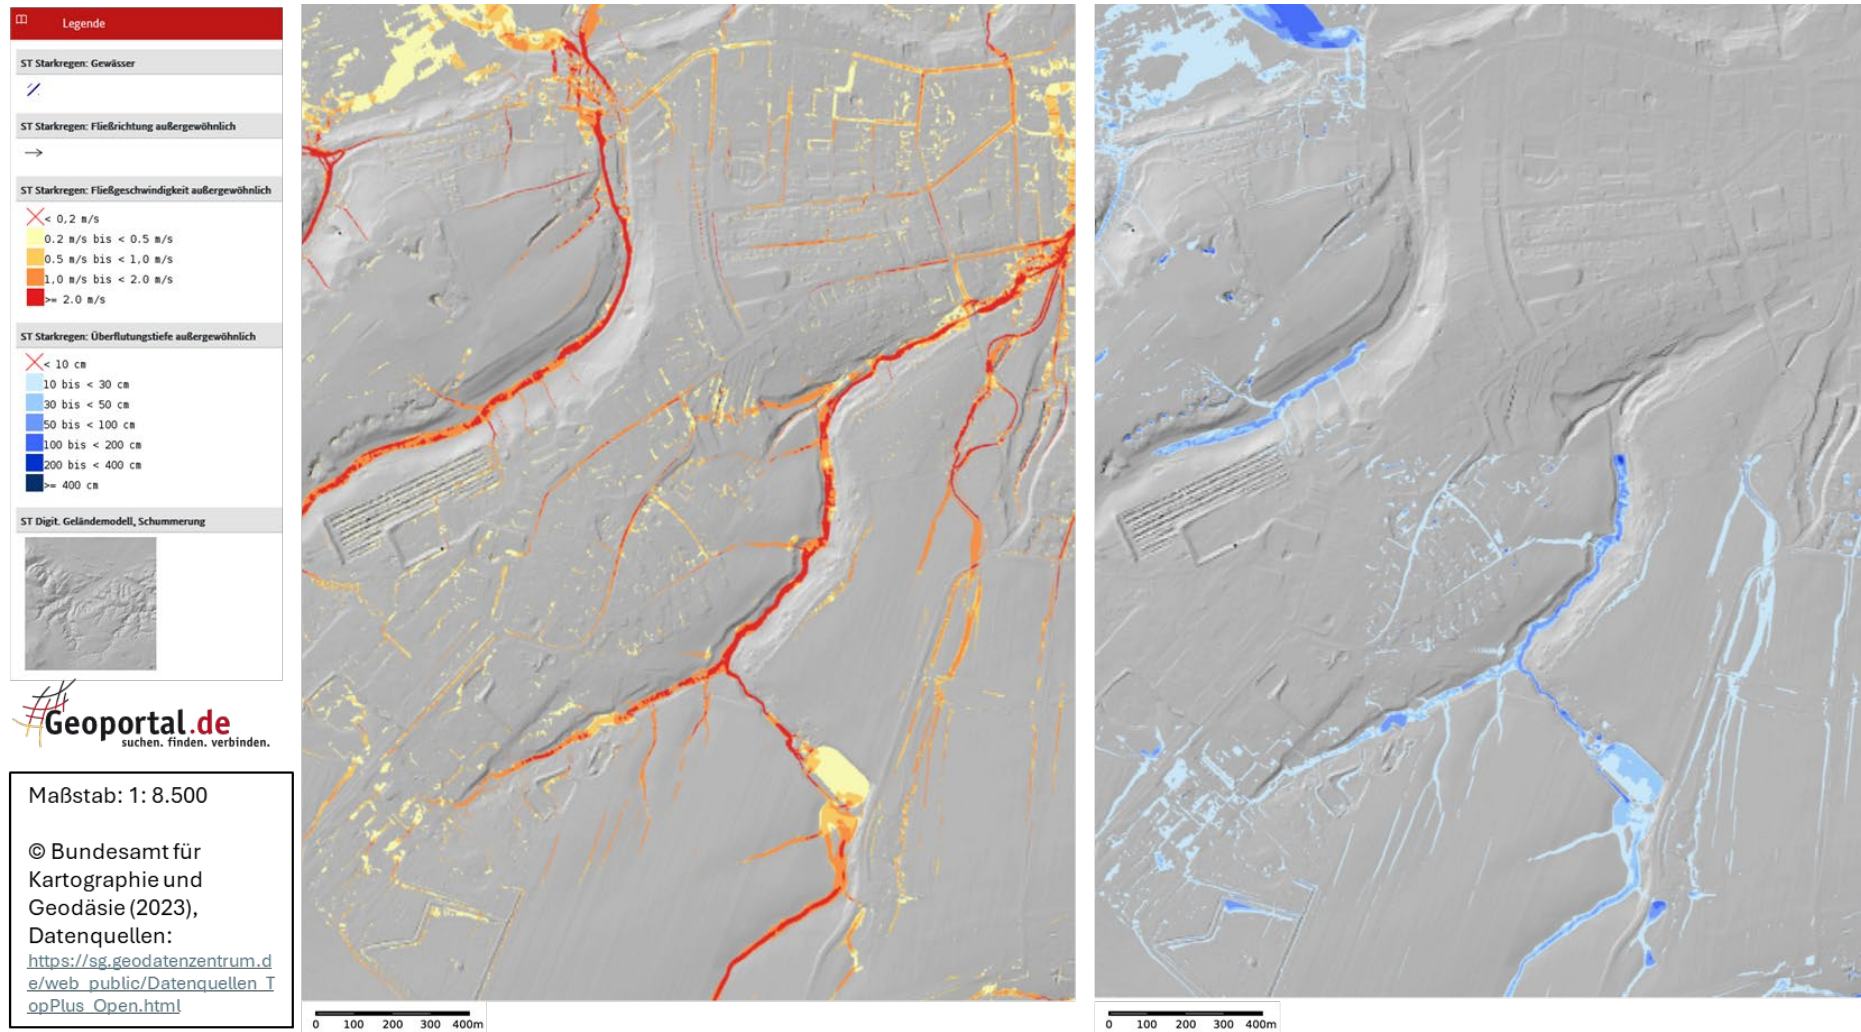 Legende
ST Starkregen: Gewässer
ST Starkregen: Fließrichtung außergewöhnlich
ST Starkregen: Fließgeschwindigkeit außergewöhnlich
< 0,2 m/s
0.2 m/s bis < 0.5 m/s
0.5 m/s bis < 1,0 m/s
1,0 m/s bis < 2.0 m/s
>= 2.0 m/s
ST Starkregen: Überflutungstiefe außergewöhnlich
< 10 cm
10 bis < 30 cm
30 bis < 50 cm
50 bis < 100 cm
100 bis < 200 cm
200 bis < 400 cm
>= 400 cm
ST Digit. Geländemodell, Schummerung
Geoportal.de
suchen. finden. verbinden.
Maßstab: 1: 8.500
© Bundesamt für
Kartographie und
Geodäsie (2023),
Datenquellen:
https://sg.geodatenzentrum.d
e/web_public/Datenquellen_T
opPlus_Open.html
0 100 200 300 400m
0 100 200 300 400m